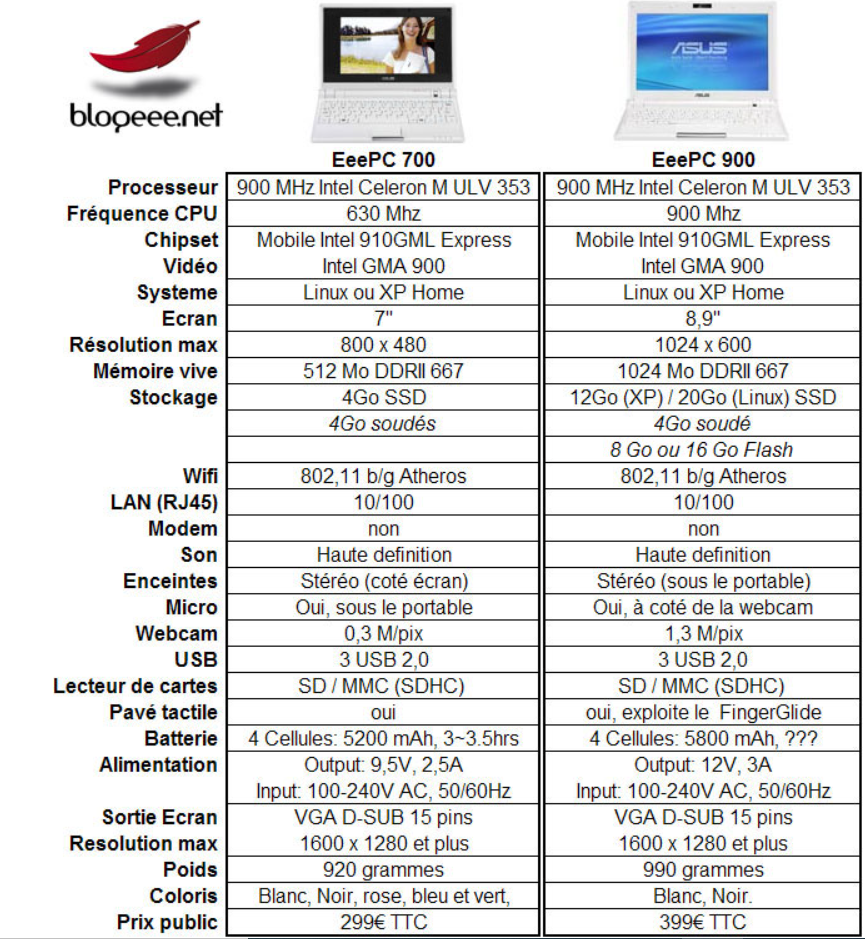 blogeee.net
ASUS
ASUS
ASUS
EeePC 700 EeePC 900
Processeur 900 MHz Intel Celeron M ULV 353 900 MHz Intel Celeron M ULV 353
Fréquence CPU 630 Mhz 900 Mhz
Chipset Mobile Intel 910GML Express Mobile Intel 910GML Express
Vidéo Intel GMA 900 Intel GMA 900
Systeme Linux ou XP Home Linux ou XP Home
Ecran 7" 8,9"
Résolution max 800 x 480 1024 x 600
Mémoire vive 512 Mo DDRII 667 1024 Mo DDRII 667
Stockage 4Go SSD 12Go (XP) / 20Go (Linux) SSD
4Go soudés 4Go soudé
8 Go ou 16 Go Flash
Wifi 802,11 b/g Atheros 802,11 b/g Atheros
LAN (RJ45) 10/100 10/100
Modem non non
Son Haute definition Haute definition
Enceintes Stéréo (coté écran) Stéréo (sous le portable)
Micro Oui, sous le portable Oui, à coté de la webcam
Webcam 0,3 M/pix 1,3 M/pix
USB 3 USB 2,0 3 USB 2,0
Lecteur de cartes SD / MMC (SDHC) SD / MMC (SDHC)
Pavé tactile oui oui, exploite le FingerGlide
Batterie 4 Cellules: 5200 mAh, 3~3.5hrs 4 Cellules: 5800 mAh, ???
Alimentation Output: 9,5V, 2,5A Output: 12V, 3A
Input: 100-240V AC, 50/60Hz Input: 100-240V AC, 50/60Hz
Sortie Ecran VGA D-SUB 15 pins VGA D-SUB 15 pins
Resolution max 1600 x 1280 et plus 1600 x 1280 et plus
Poids 920 grammes 990 grammes
Coloris Blanc, Noir, rose, bleu et vert, Blanc, Noir.
Prix public 299€ TTC 399€ TTC